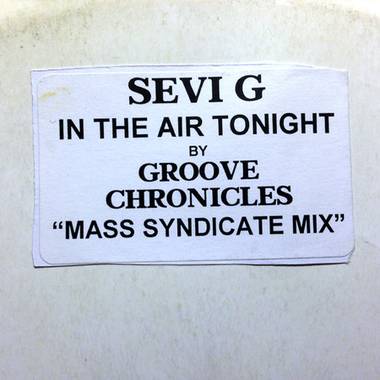 SEVI G
IN THE AIR TONIGHT
BY
GROOVE
CHRONICLES
“MASS SYNDICATE MIX”